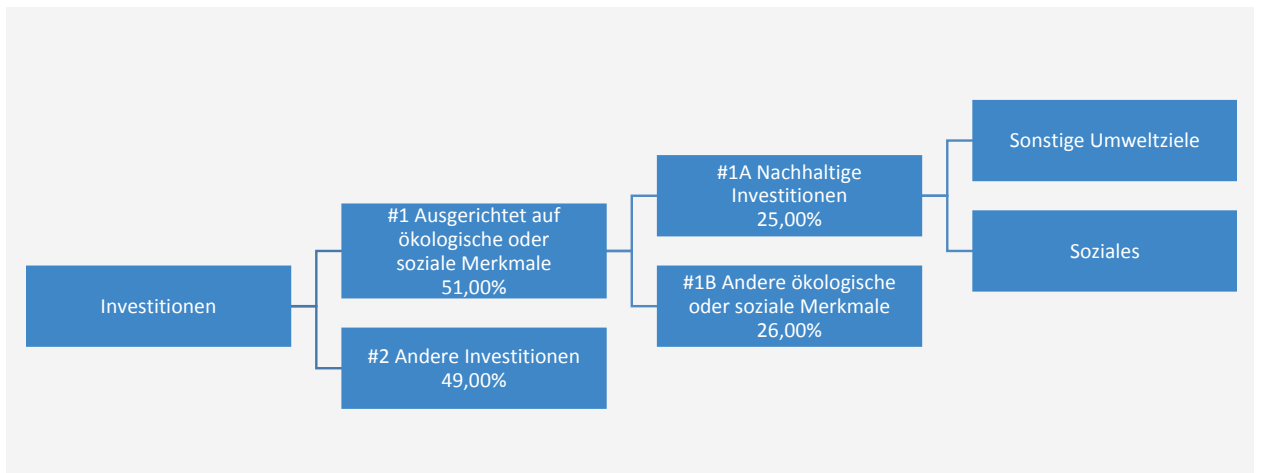 Investitionen
#1 Ausgerichtet auf
ökologische oder
soziale Merkmale
51,00%
#2 Andere Investitionen
49,00%
#1A Nachhaltige
Investitionen
25,00%
#1B Andere ökologische
oder soziale Merkmale
26,00%
Sonstige Umweltziele
Soziales